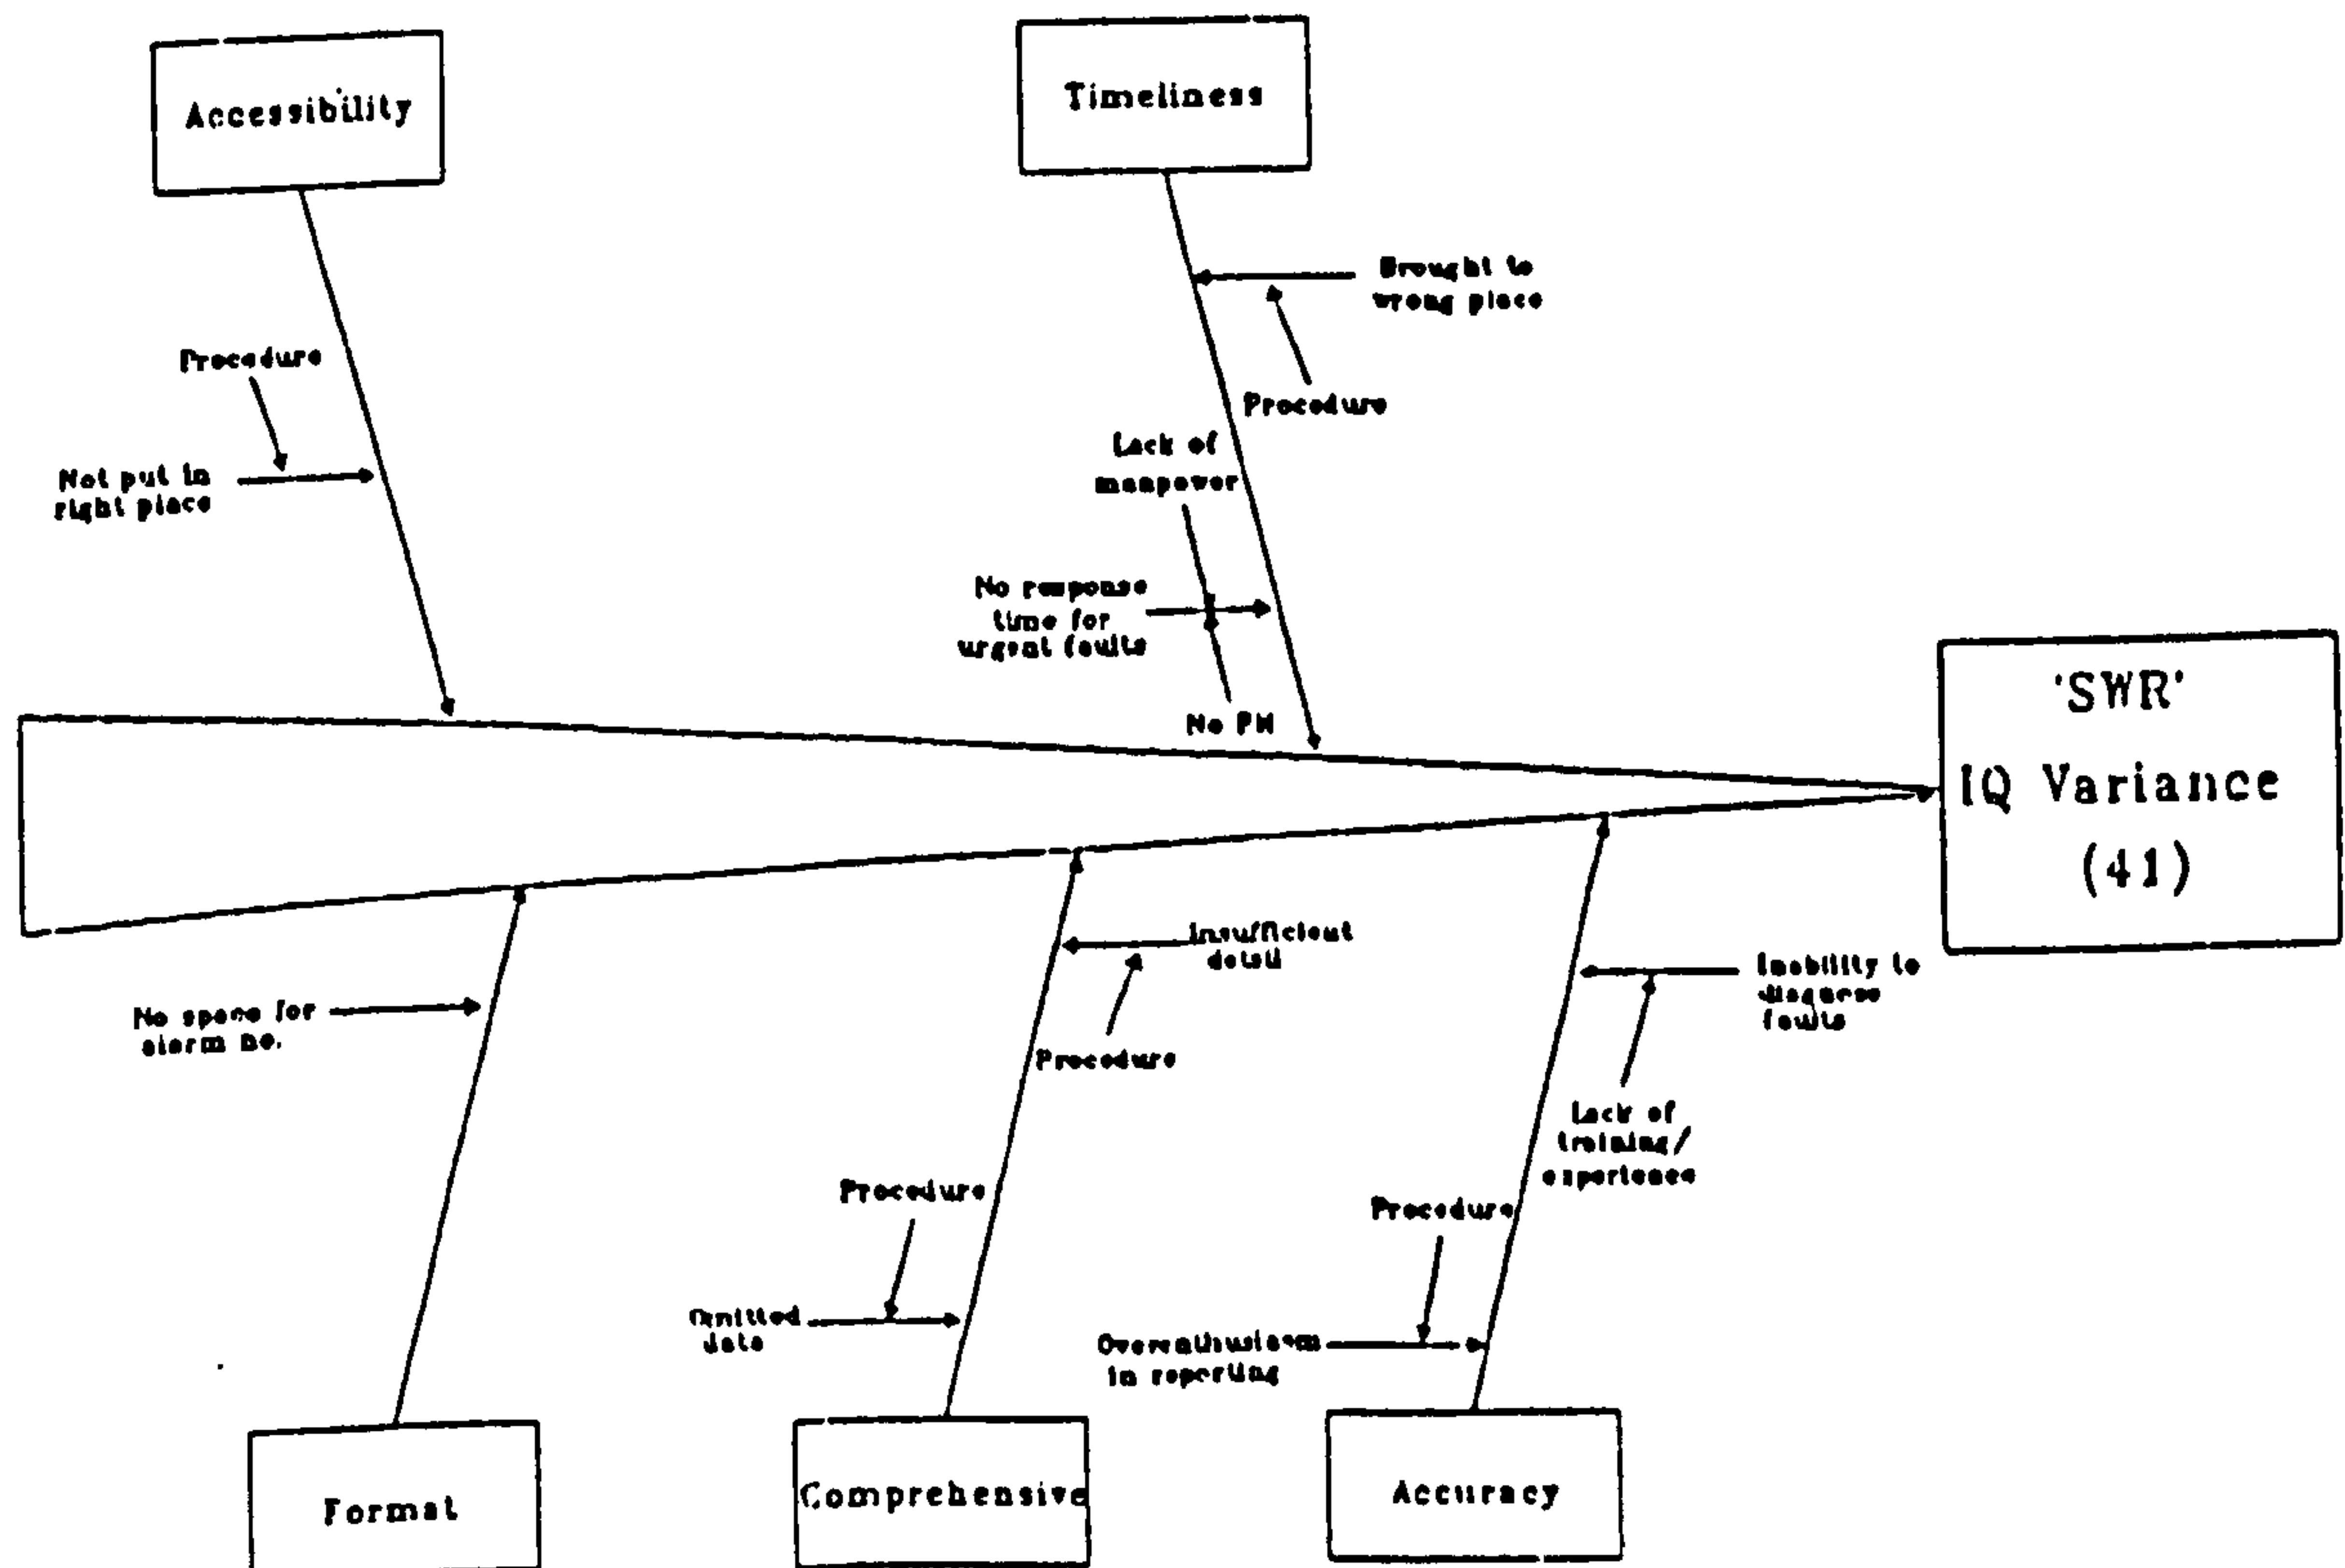 Accessibility
Timeliness
Brought to
wrong place
Procedure
Procedure
Lack of
manpower
Not put in
right place
No response
time for
urgent faults
No PM
'SWR'
IQ Variance
(41)
Insufficient
detail
Inability to
diagnose
faults
No space for
alarm no.
Procedure
Lack of
training/
experience
Procedure
Procedure
Omitted
data
Overenthusiasm
in reporting
Format
Comprehensive
Accuracy